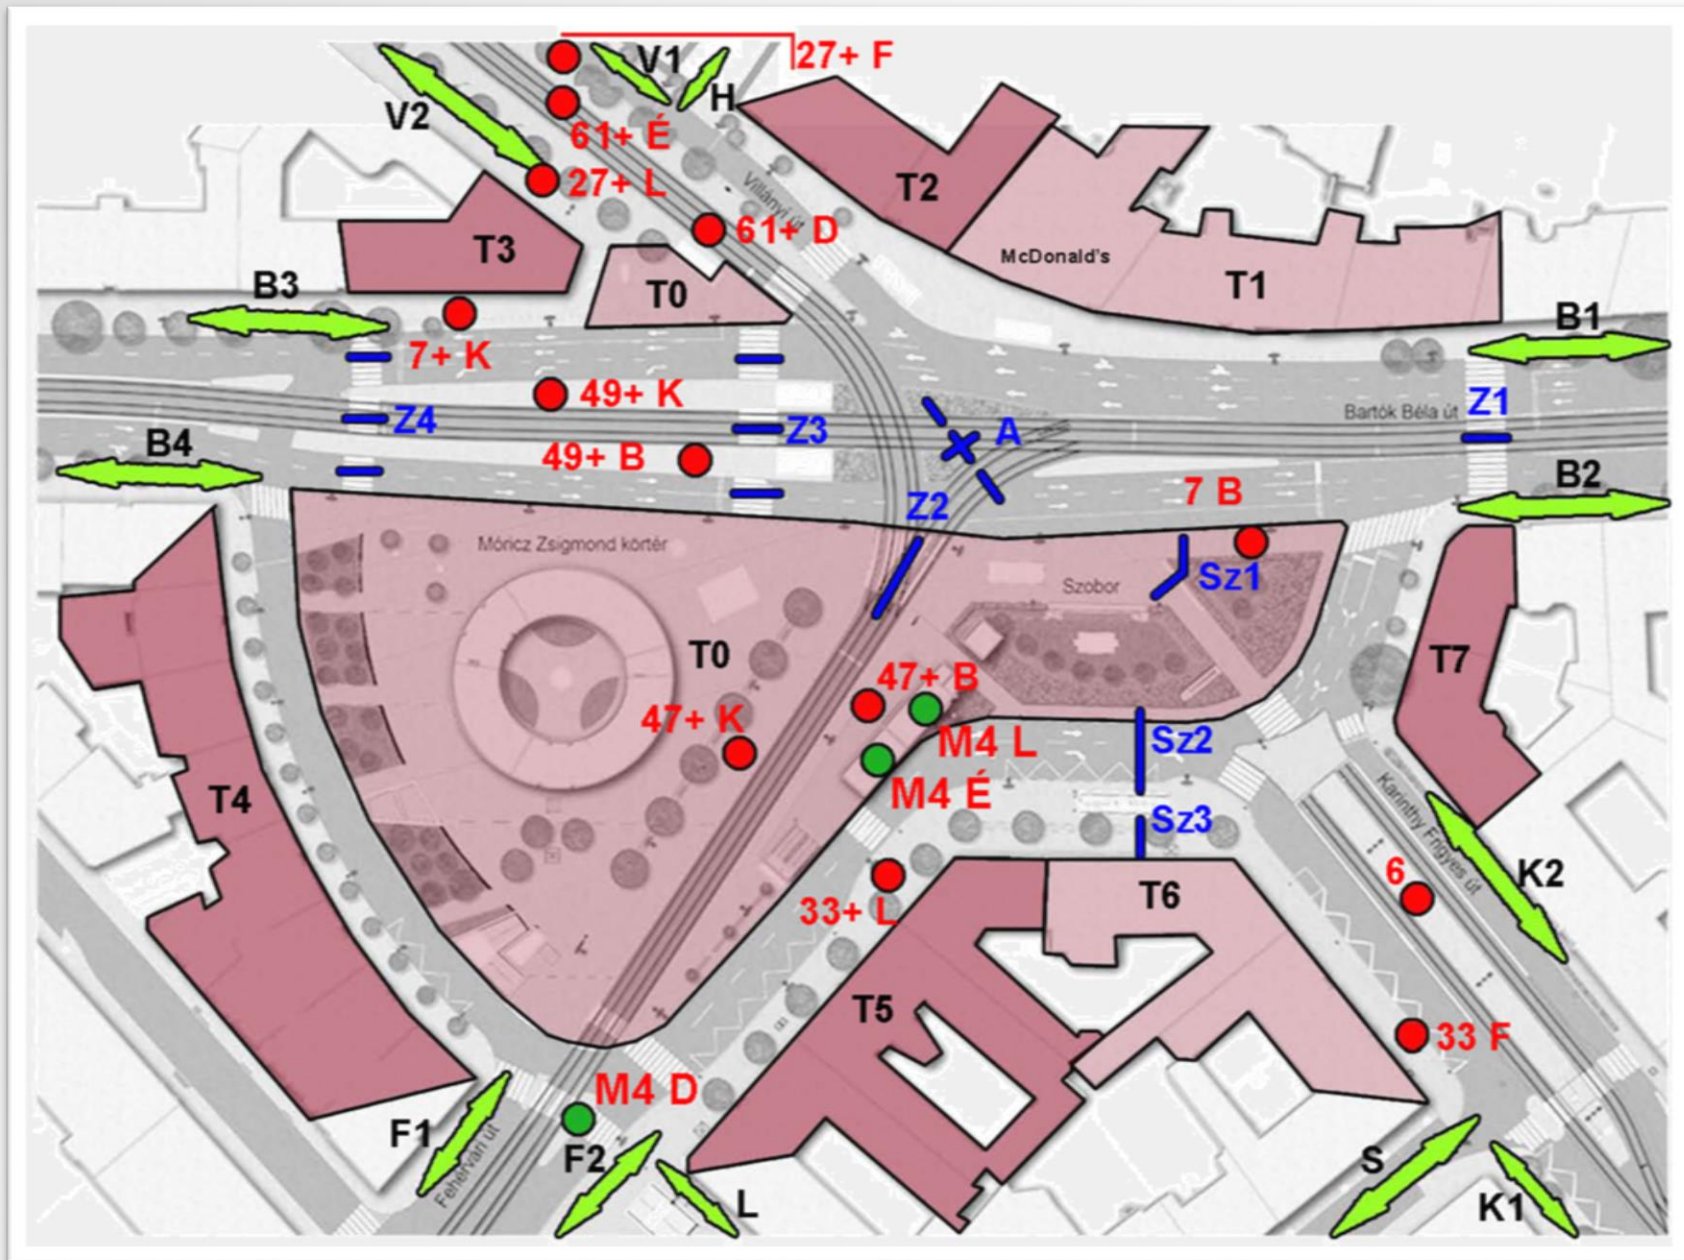 27+ F
V1
H
V2
61+ É
27+ L
Villányi út
61+ D
T2
T3
McDonald's
T0
T1
B3
B1
7+ K
49+ K
Z4
Z3
A
Bartók Béla út
Z1
B4
49+ B
7 B
B2
Z2
Móricz Zsigmond körtér
Szobor
Sz1
T0
T7
47+ B
47+ K
M4 L
Sz2
M4 É
T4
Sz3
Karinthy Frigyes út
6
K2
T6
33+ L
T5
33 F
M4 D
F1
Fehérvári út
F2
L
S
K1